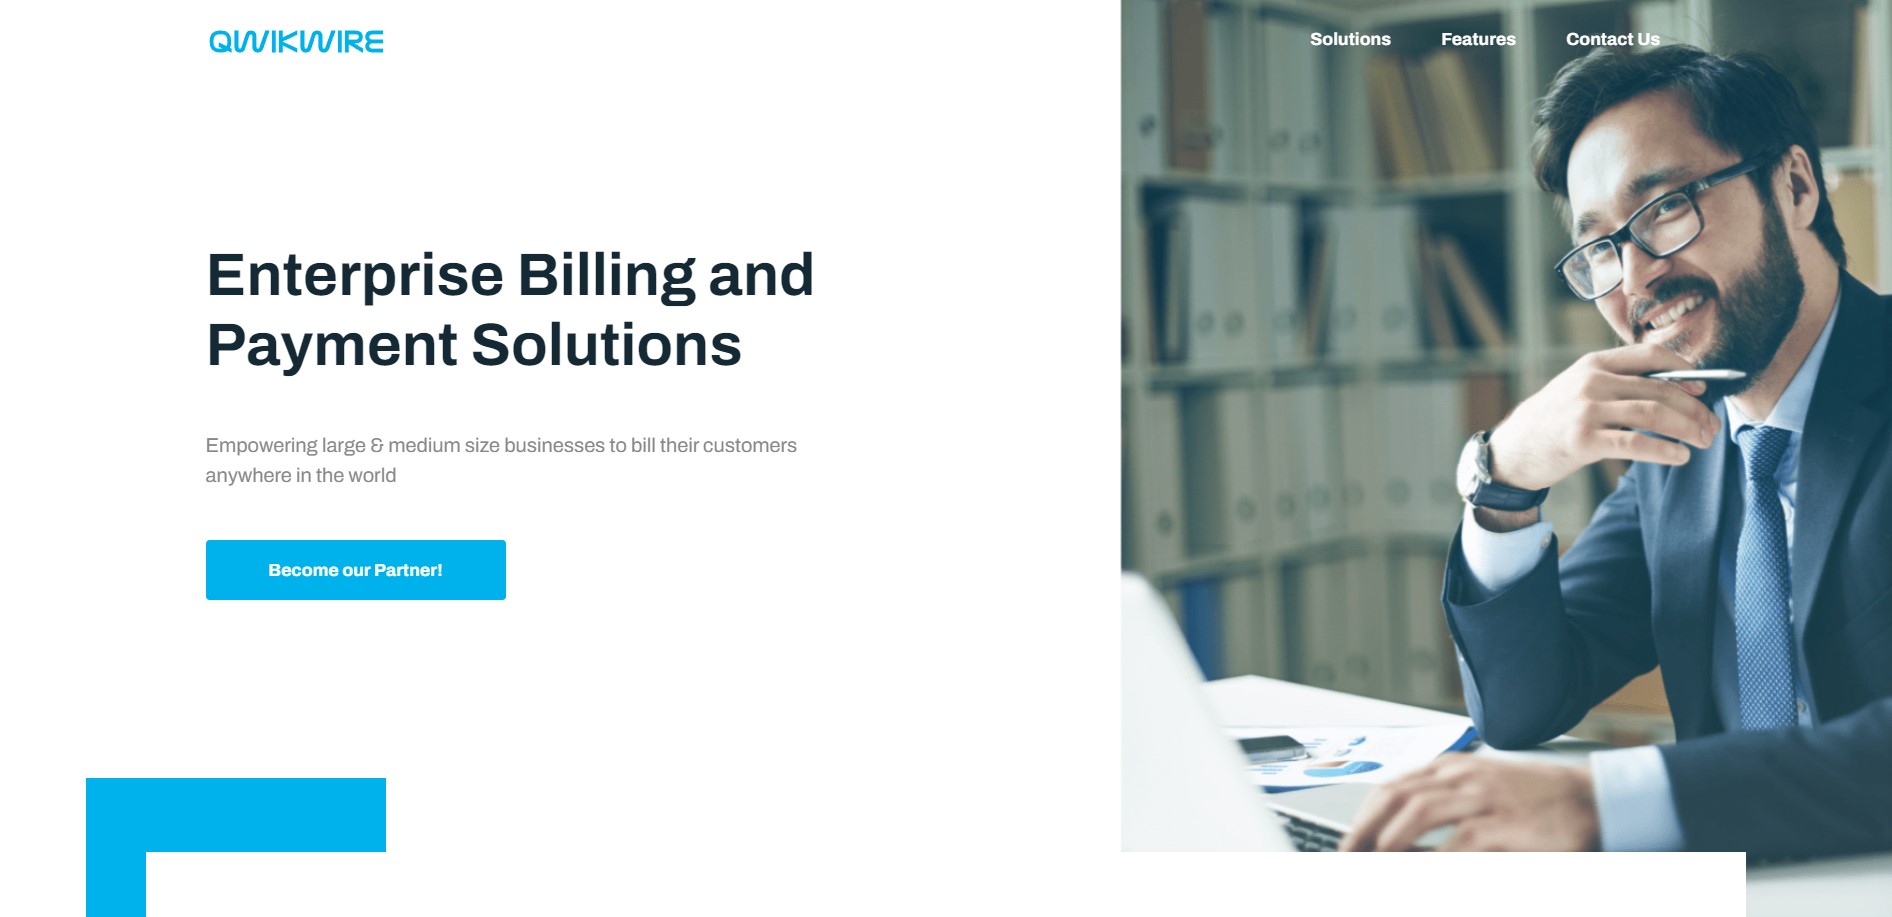 QWIKWIRE
Solutions Features Contact Us
Enterprise Billing and
Payment Solutions
Empowering large & medium size businesses to bill their customers
anywhere in the world
Become our Partner!